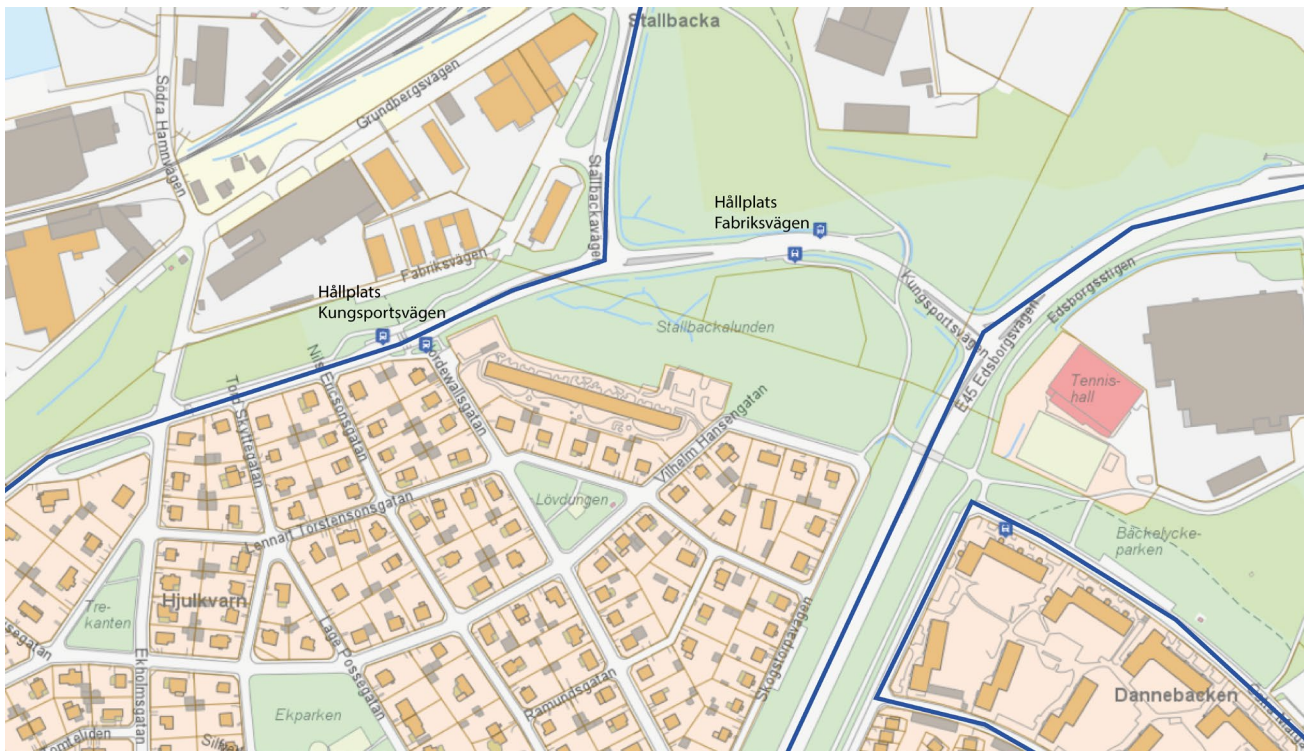 Stallbacka
Södra Hamnvägen
Grundbergsvägen
Stallbackavägen
Hållplats
Fabriksvägen
Fabriksvägen
Hållplats
Kungsportsvägen
Kungsportsvägen
Edsborgsstigen
E45 Edsborgsvägen
Stallbackalunden
Tennis-
hall
Nils Ericsonsgatan
Tord Skyttegatan
Vilhelm Hansengatan
Lövdungen
Lennart Torstensonsgatan
Bäckelycke-
parken
Hjulkvarn
Tre-
kanten
Lage Possegatan
Ekholmsgatan
Ramundsgatan
Skogstorpavägen
Dannebacken
Ekparken